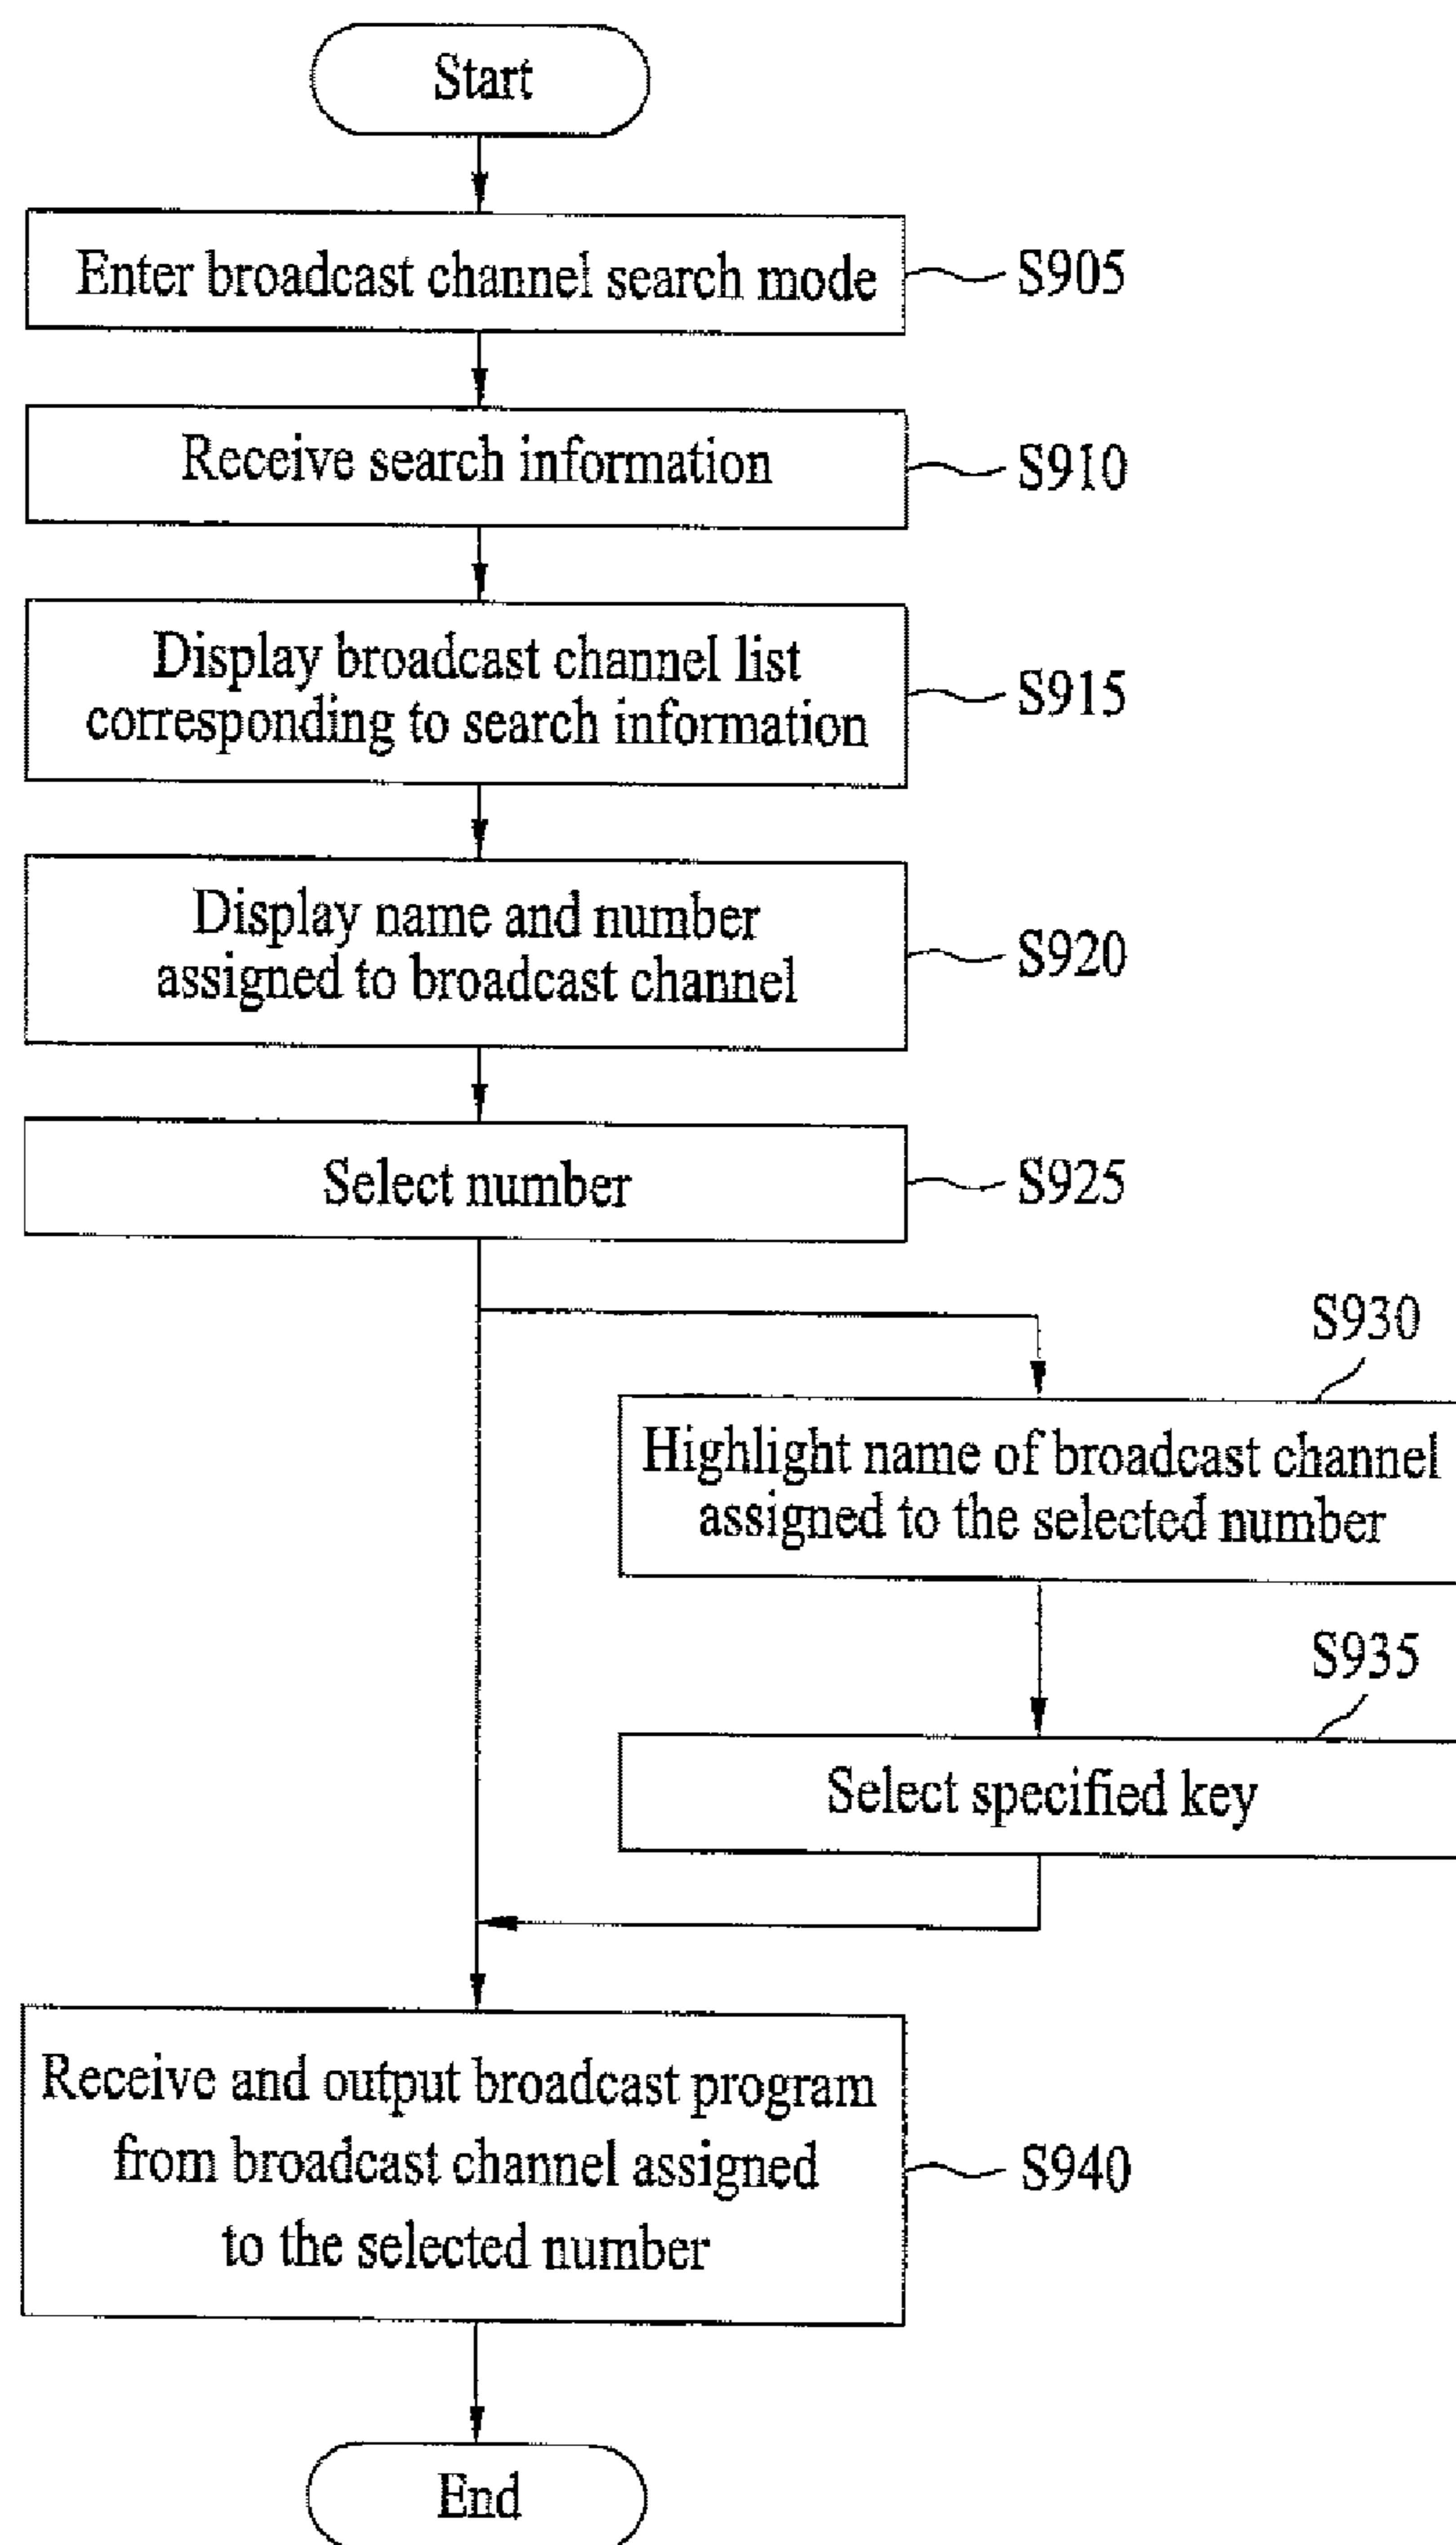 Start
Enter broadcast channel search mode
S905
Receive search information
S910
Display broadcast channel list
corresponding to search information
S915
Display name and number
assigned to broadcast channel
S920
Select number
S925
S930
Highlight name of broadcast channel
assigned to the selected number
S935
Select specified key
Receive and output broadcast program
from broadcast channel assigned
to the selected number
S940
End